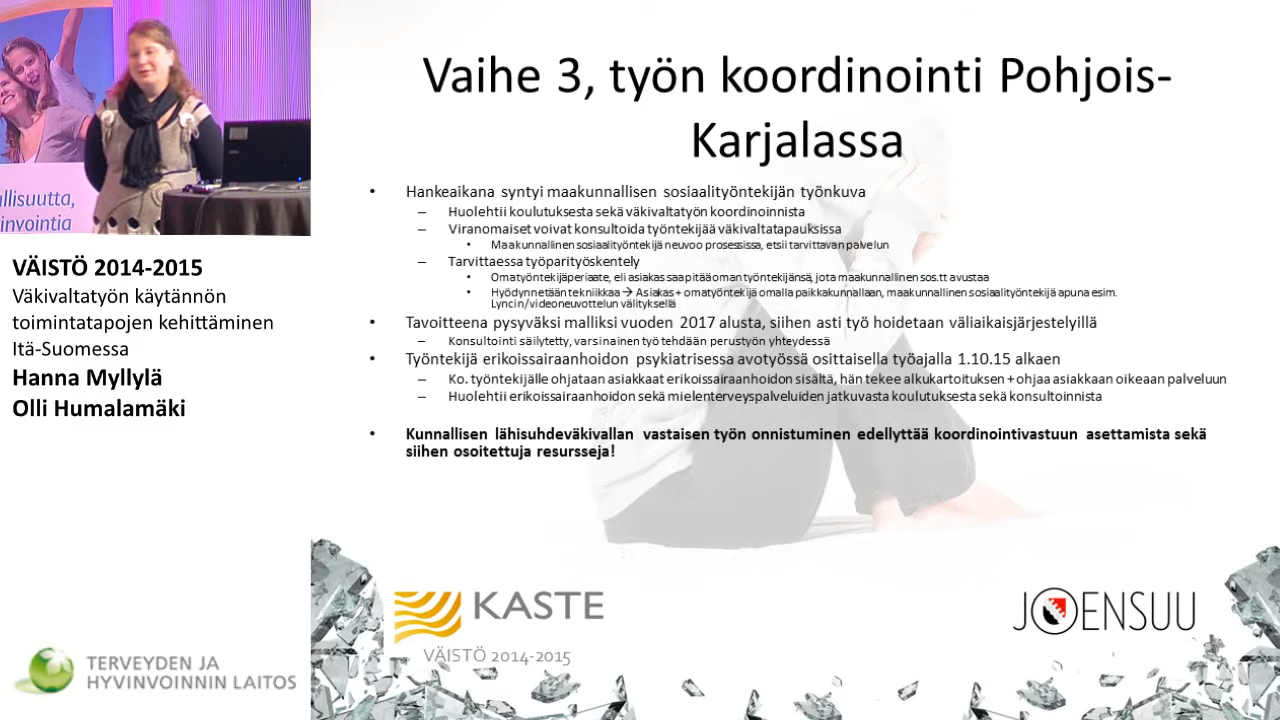 llisuutta,
invointia
VÄISTÖ 2014-2015
Väkivaltatyön käytännön
toimintatapojen kehittäminen
Itä-Suomessa
Hanna Myllylä
Olli Humalamäki
TERVEYDEN JA
HYVINVOINNIN LAITOS
Vaihe 3, työn koordinointi Pohjois-
Karjalassa
• Hankeaikana syntyi maakunnallisen sosiaalityöntekijän työnkuva
– Huolehtii koulutuksesta sekä väkivaltatyön koordinoinnista
– Viranomaiset voivat konsultoida työntekijää väkivaltatapauksissa
• Maakunnallinen sosiaalityöntekijä neuvoo prosessissa, etsii tarvittavan palvelun
– Tarvittaessa työparityöskentely
• Omatyöntekijäperiaate, eli asiakas saa pitää oman työntekijänsä, jota maakunnallinen sos.tt avustaa
• Hyödynnetään tekniikkaa → Asiakas + omatyöntekijä omalla paikkakunnallaan, maakunnallinen sosiaalityöntekijä apuna esim.
Lyncin/videoneuvottelun välityksellä
• Tavoitteena pysyväksi malliksi vuoden 2017 alusta, siihen asti työ hoidetaan väliaikaisjärjestelyillä
– Konsultointi säilytetty, varsinainen työ tehdään perustyön yhteydessä
• Työntekijä erikoissairaanhoidon psykiatrisessa avotyössä osittaisella työajalla 1.10.15 alkaen
– Ko. työntekijälle ohjataan asiakkaat erikoissairaanhoidon sisältä, hän tekee alkukartoituksen + ohjaa asiakkaan oikeaan palveluun
– Huolehtii erikoissairaanhoidon sekä mielenterveyspalveluiden jatkuvasta koulutuksesta sekä konsultoinnista
• Kunnallisen lähisuhdeväkivallan vastaisen työn onnistuminen edellyttää koordinointivastuun asettamista sekä
siihen osoitettuja resursseja!
KASTE
VÄISTÖ 2014-2015
JOENSUU